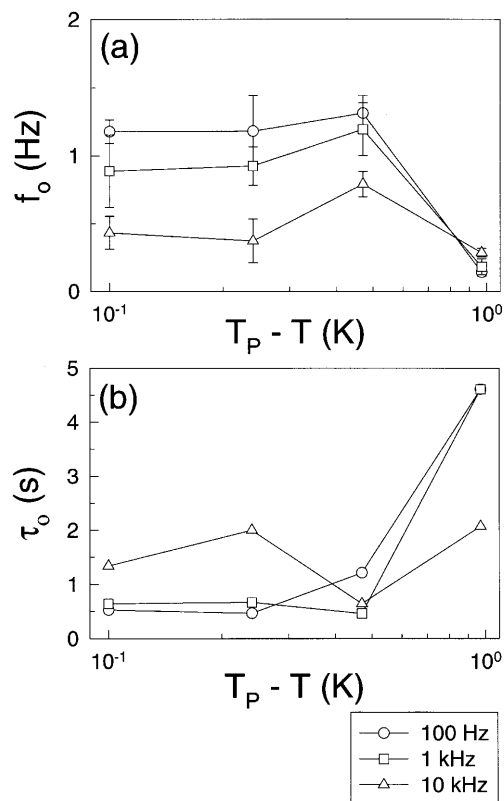 2
(a)
1
f_o (Hz)
0
10^-1
10^0
T_P - T (K)
5
(b)
4
3
τ_o (s)
2
1
0
10^-1
10^0
T_P - T (K)
100 Hz
1 kHz
10 kHz